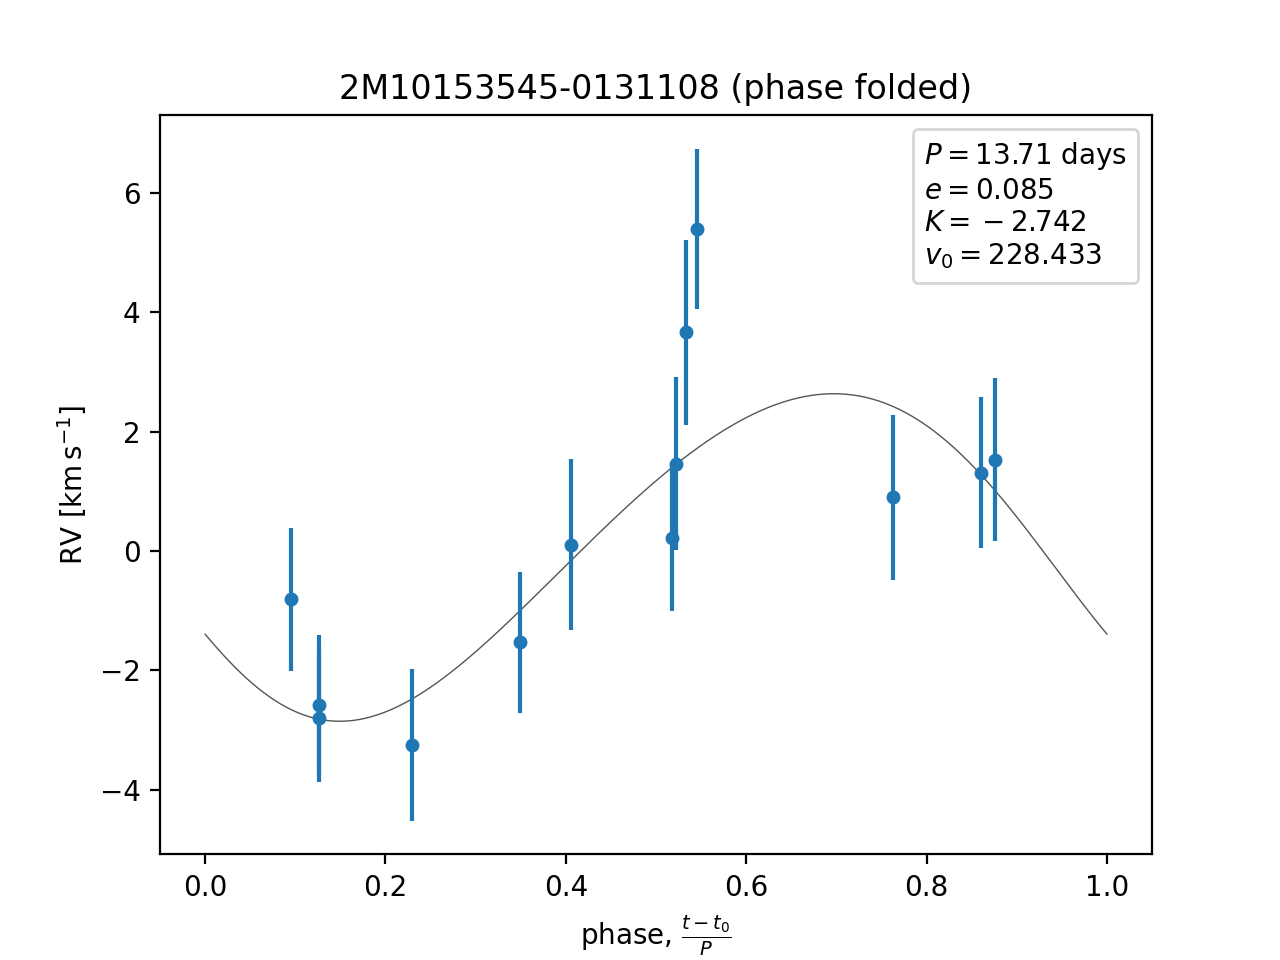 2M10153545-0131108 (phase folded)
P = 13.71 days
e = 0.085
K = −2.742
v₀ = 228.433
6
4
2
0
−2
−4
RV [km s⁻¹]
0.0 0.2 0.4 0.6 0.8 1.0
phase, (t − t₀)/P